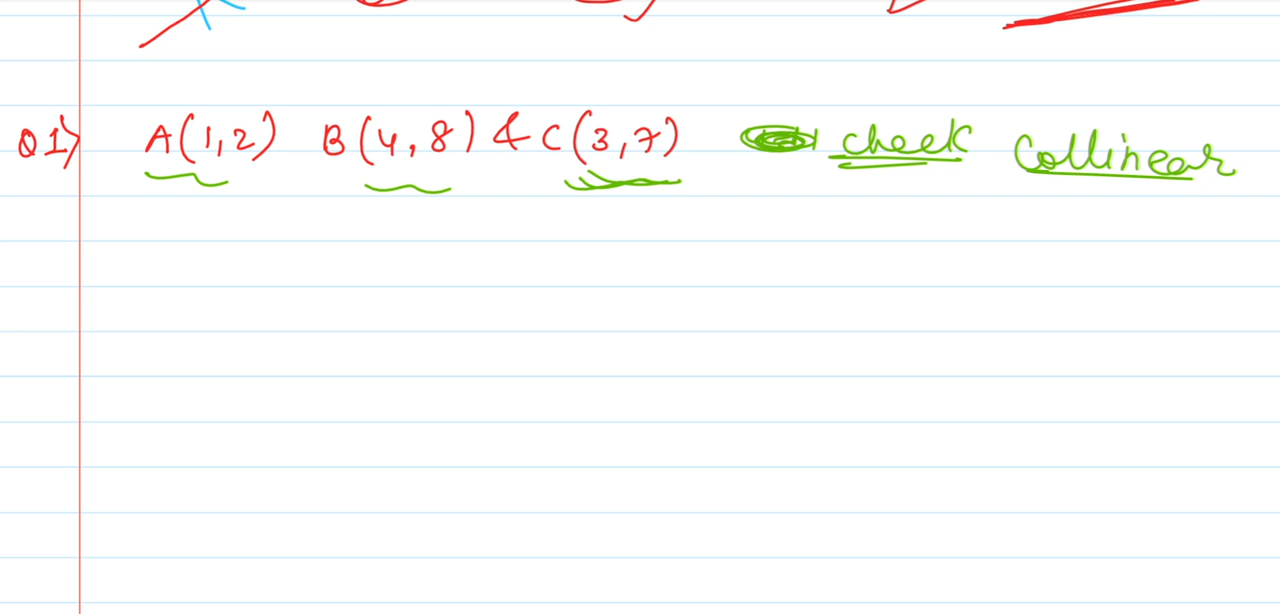 Q1) A(1,2) B(4,8) & C(3,7) check Collinear